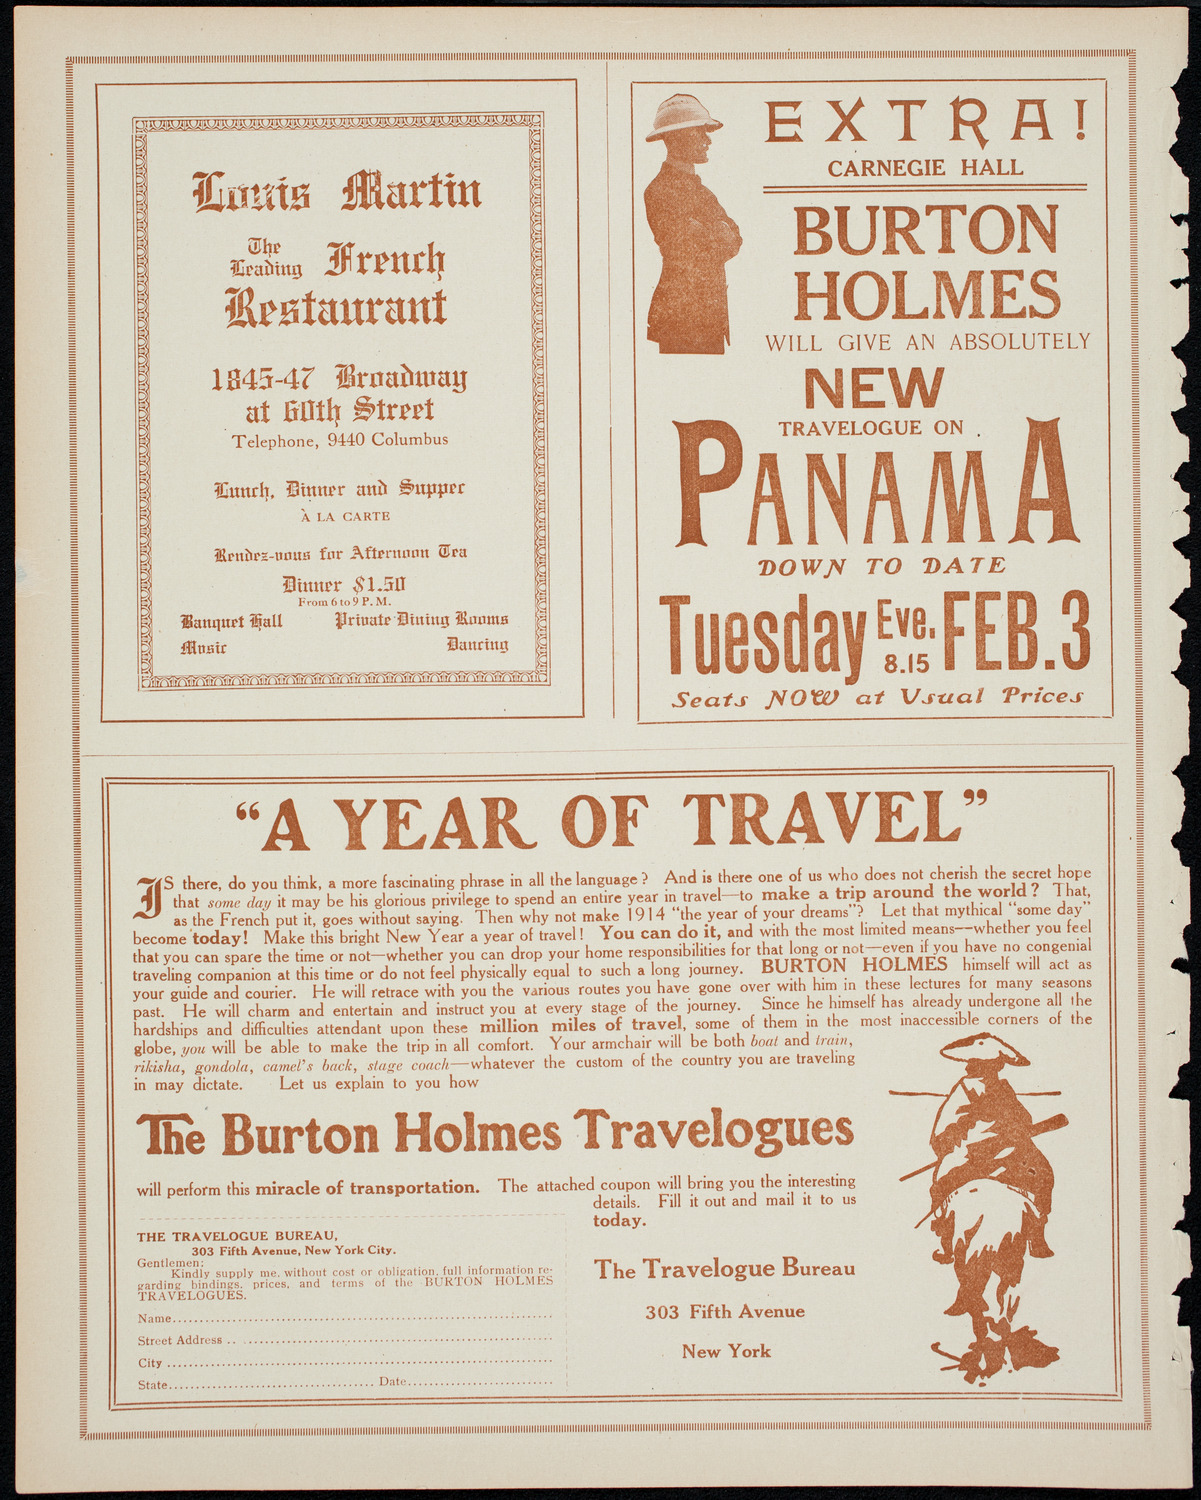 Louis Martin
The
Leading French
Restaurant
1845-47 Broadway
at 60th Street
Telephone, 9440 Columbus
Lunch, Dinner and Supper
À LA CARTE
Rendez-vous for Afternoon Tea
Dinner $1.50
From 6 to 9 P. M.
Banquet Hall Private Dining Rooms
Music Dancing
EXTRA!
CARNEGIE HALL
BURTON
HOLMES
WILL GIVE AN ABSOLUTELY
NEW
TRAVELOGUE ON
PANAMA
DOWN TO DATE
Tuesday Eve. 8.15 FEB. 3
Seats NOW at Usual Prices
“A YEAR OF TRAVEL”
IS there, do you think, a more fascinating phrase in all the language? And is there one of us who does not cherish the secret hope
that some day it may be his glorious privilege to spend an entire year in travel—to make a trip around the world? That,
as the French put it, goes without saying. Then why not make 1914 “the year of your dreams”? Let that mythical “some day”
become today! Make this bright New Year a year of travel! You can do it, and with the most limited means—whether you feel
that you can spare the time or not—whether you can drop your home responsibilities for that long or not—even if you have no congenial
traveling companion at this time or do not feel physically equal to such a long journey. BURTON HOLMES himself will act as
your guide and courier. He will retrace with you the various routes you have gone over with him in these lectures for many seasons
past. He will charm and entertain and instruct you at every stage of the journey. Since he himself has already undergone all the
hardships and difficulties attendant upon these million miles of travel, some of them in the most inaccessible corners of the
globe, you will be able to make the trip in all comfort. Your armchair will be both boat and train,
rikisha, gondola, camel's back, stage coach—whatever the custom of the country you are traveling
in may dictate. Let us explain to you how
The Burton Holmes Travelogues
will perform this miracle of transportation. The attached coupon will bring you the interesting
details. Fill it out and mail it to us
today.
THE TRAVELOGUE BUREAU,
303 Fifth Avenue, New York City.
Gentlemen:
Kindly supply me, without cost or obligation, full information re-
garding bindings, prices, and terms of the BURTON HOLMES
TRAVELOGUES.
Name
Street Address
City
State Date
The Travelogue Bureau
303 Fifth Avenue
New York